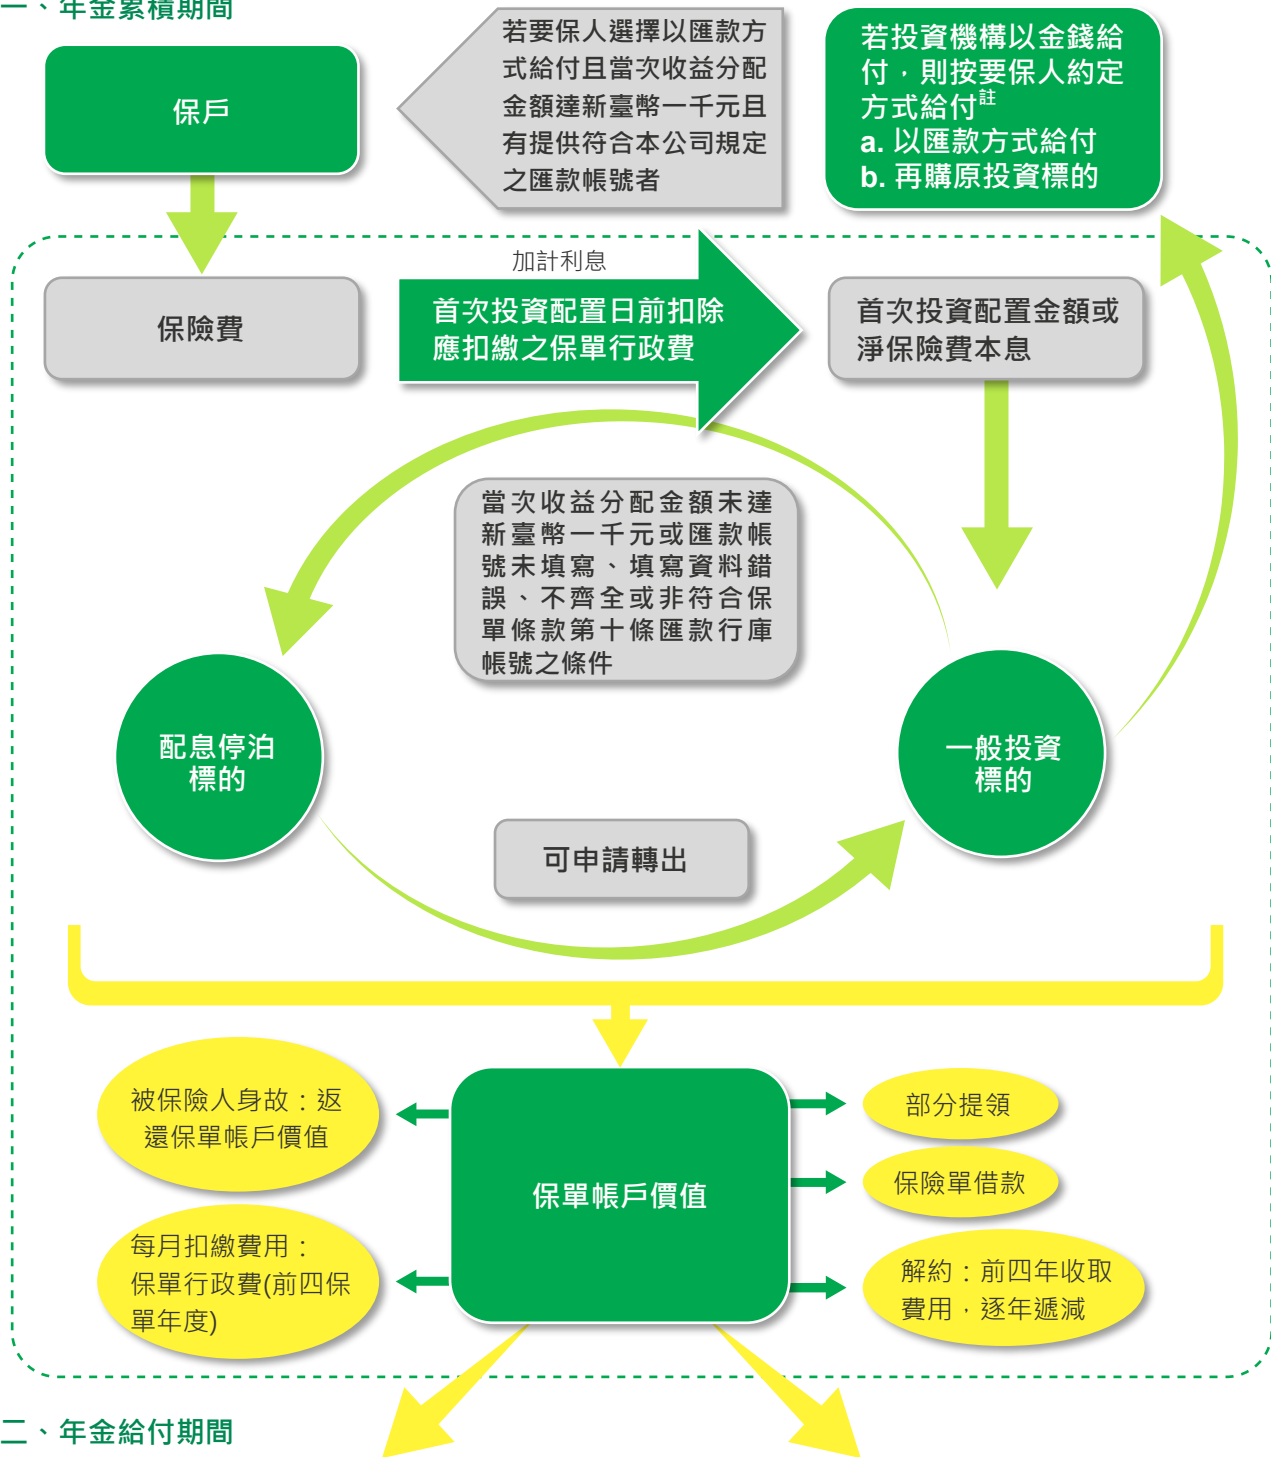 一、年金累積期間
保戶
若要保人選擇以匯款方
式給付且當次收益分配
金額達新臺幣一千元且
有提供符合本公司規定
之匯款帳號者
若投資機構以金錢給
付，則按要保人約定
方式給付註
a. 以匯款方式給付
b. 再購原投資標的
保險費
加計利息
首次投資配置日前扣除
應扣繳之保單行政費
首次投資配置金額或
淨保險費本息
當次收益分配金額未達
新臺幣一千元或匯款帳
號未填寫、填寫資料錯
誤、不齊全或非符合保
單條款第十條匯款行庫
帳號之條件
配息停泊
標的
一般投資
標的
可申請轉出
被保險人身故：返
還保單帳戶價值
每月扣繳費用：
保單行政費(前四保
單年度)
保單帳戶價值
部分提領
保險單借款
解約：前四年收取
費用，逐年遞減
二、年金給付期間